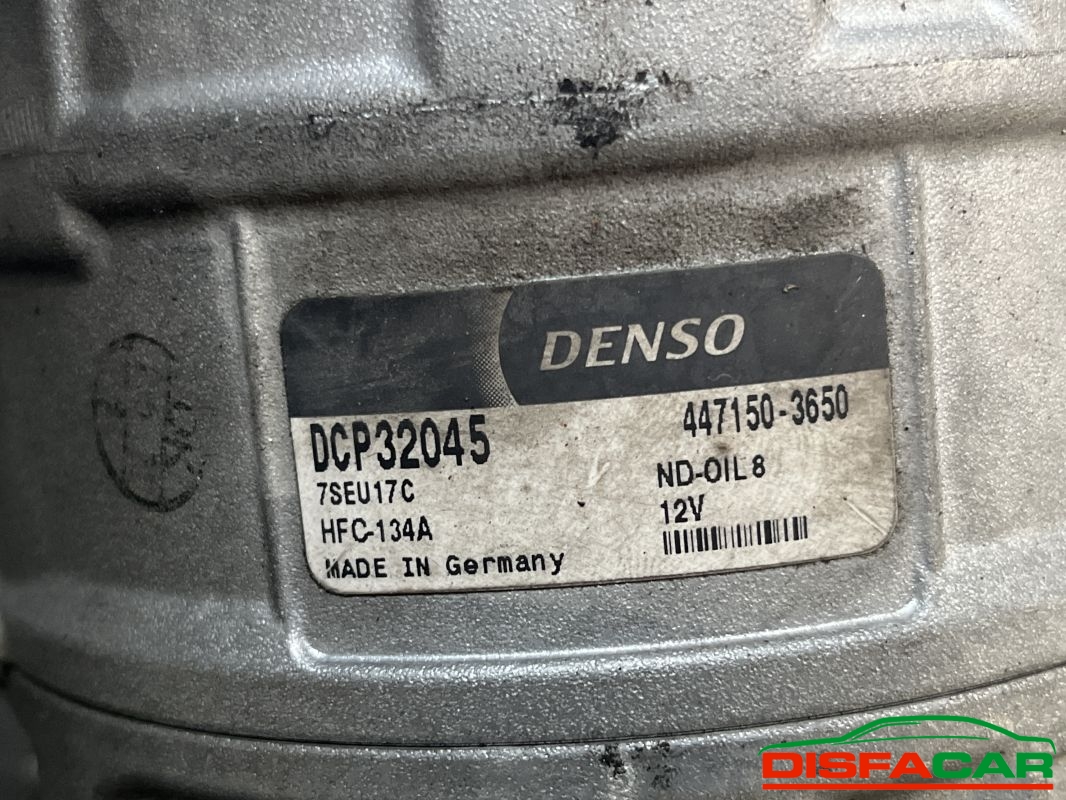 DENSO
DCP32045
447150-3650
7SEU17C
ND-OIL 8
HFC-134A
12V
MADE IN Germany
DISFACAR